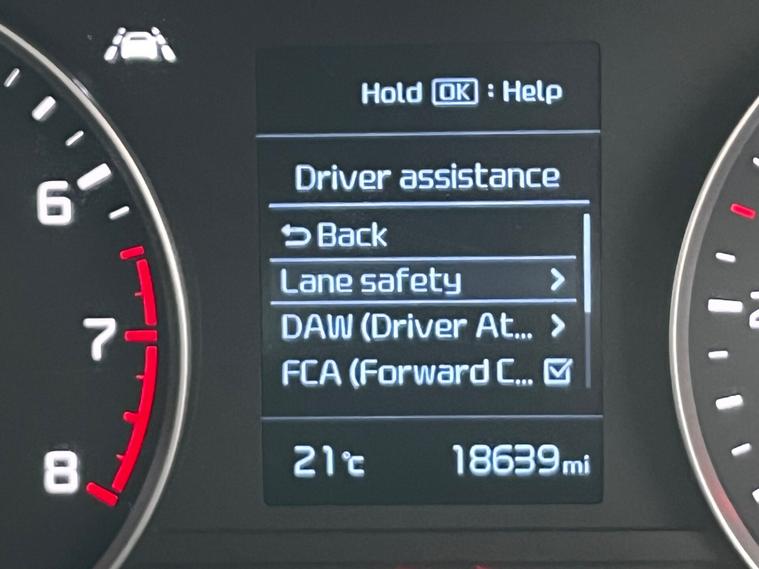 Hold OK : Help
Driver assistance
Back
Lane safety
DAW (Driver At...
FCA (Forward C...
21°C
18639mi
6
7
8